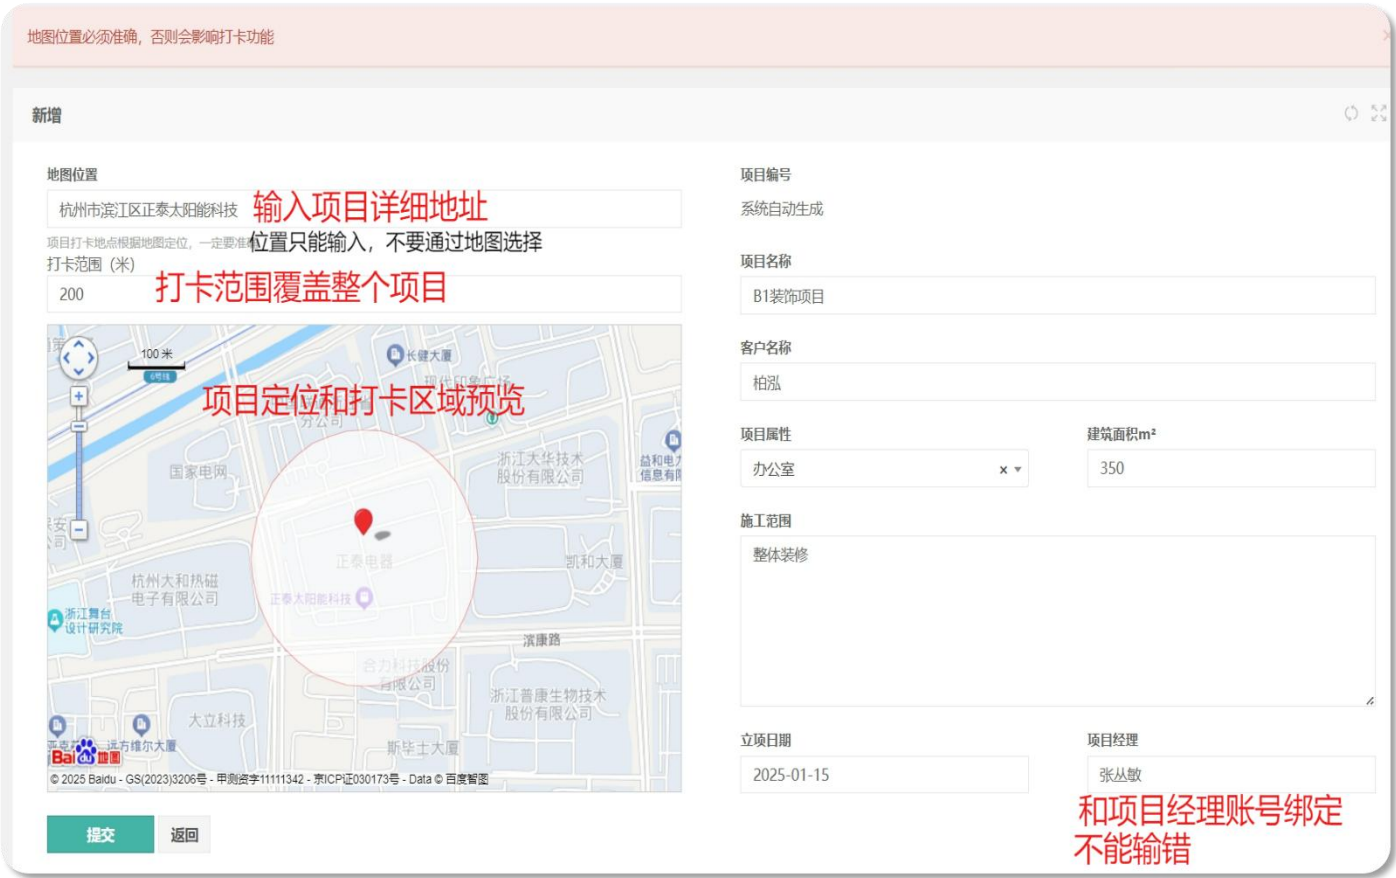 地图位置必须准确，否则会影响打卡功能
新增
地图位置
杭州市滨江区正泰太阳能科技
输入项目详细地址
项目打卡地点根据地图定位，一定要准
位置只能输入，不要通过地图选择
打卡范围（米）
200
打卡范围覆盖整个项目
100 米
6号线
长健大厦
项目定位和打卡区域预览
分公司
国家电网
浙江大华技术
股份有限公司
益和电力
信息有限
正泰电器
凯和大厦
杭州大和热磁
电子有限公司
正泰太阳能科技
浙江舞台
设计研究院
滨康路
合力科技股份
有限公司
浙江普康生物技术
股份有限公司
大立科技
远方维尔大厦
斯毕士大厦
Bai du 地图
© 2025 Baidu - GS(2023)3206号 - 甲测资字11111342 - 京ICP证030173号 - Data © 百度智图
提交
返回
项目编号
系统自动生成
项目名称
B1装饰项目
客户名称
柏泓
项目属性
办公室
建筑面积m²
350
施工范围
整体装修
立项日期
2025-01-15
项目经理
张丛敏
和项目经理账号绑定
不能输错